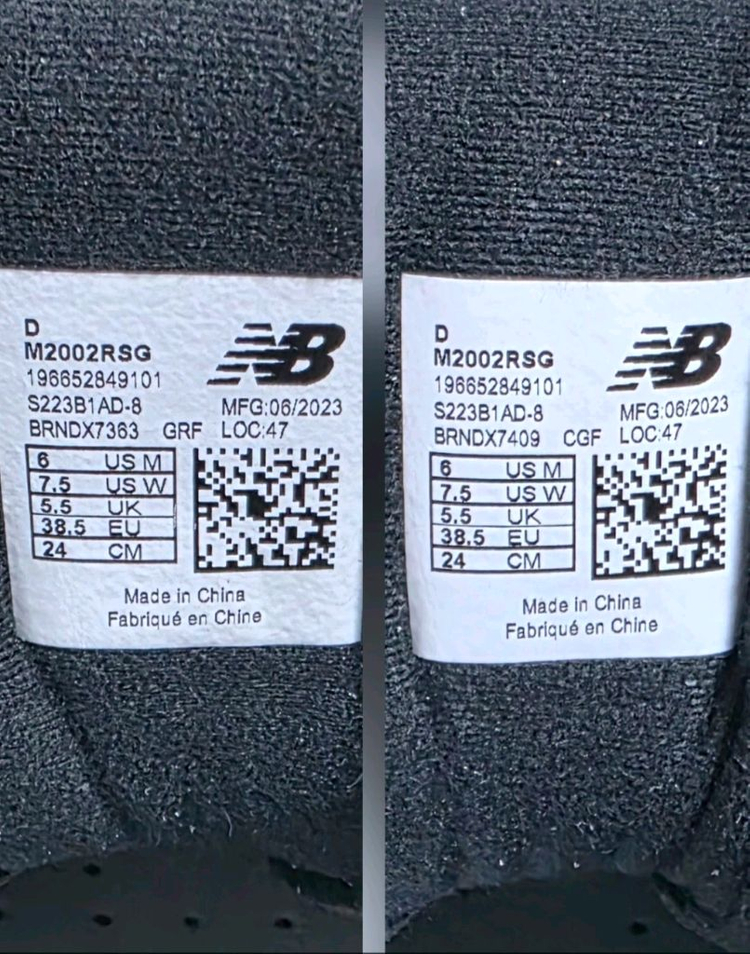 D
M2002RSG
196652849101
S223B1AD-8
BRNDX7363 GRF
NB
MFG:06/2023
LOC:47
6 US M
7.5 US W
5.5 UK
38.5 EU
24 CM
Made in China
Fabriqué en Chine
D
M2002RSG
196652849101
S223B1AD-8
BRNDX7409 CGF
NB
MFG:06/2023
LOC:47
6 US M
7.5 US W
5.5 UK
38.5 EU
24 CM
Made in China
Fabriqué en Chine